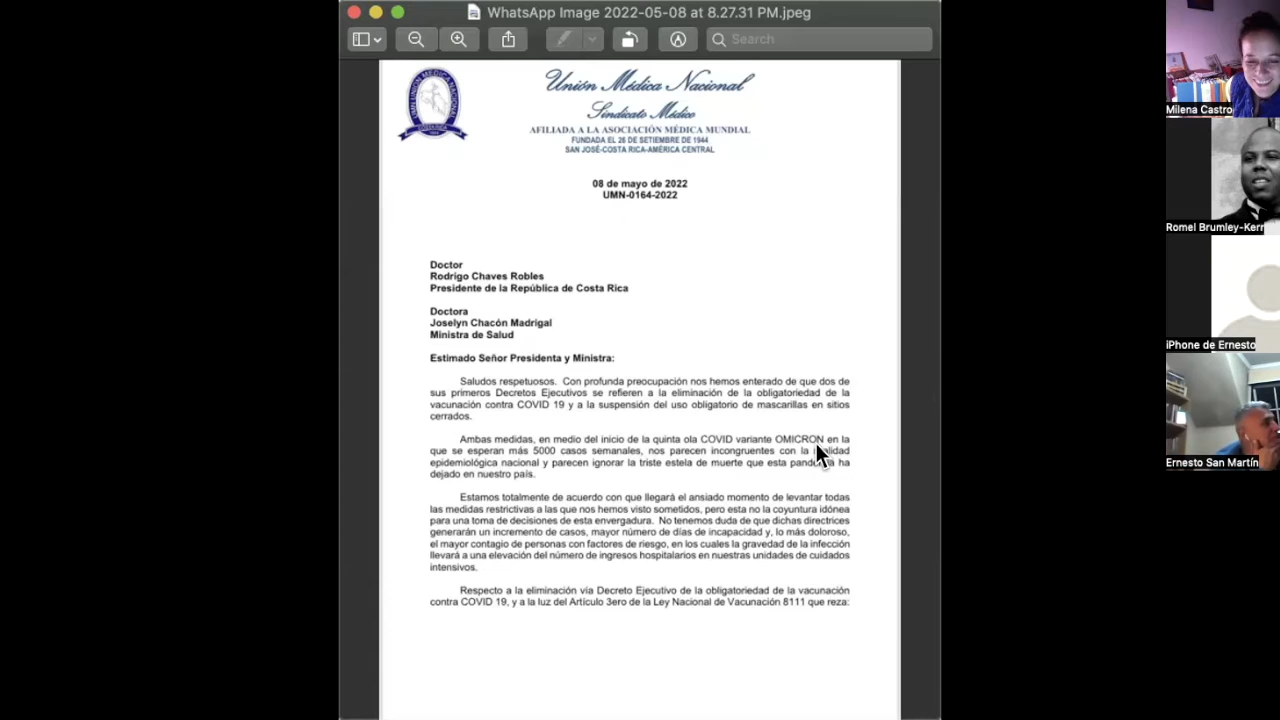 WhatsApp Image 2022-05-08 at 8.27.31 PM.jpeg
Search
Unión Médica Nacional
Sindicato Médico
AFILIADA A LA ASOCIACIÓN MÉDICA MUNDIAL
FUNDADA EL 26 DE SETIEMBRE DE 1944
SAN JOSÉ-COSTA RICA-AMÉRICA CENTRAL
08 de mayo de 2022
UMN-0164-2022
Doctor
Rodrigo Chaves Robles
Presidente de la República de Costa Rica
Doctora
Joselyn Chacón Madrigal
Ministra de Salud
Estimado Señor Presidenta y Ministra:
Saludos respetuosos. Con profunda preocupación nos hemos enterado de que dos de
sus primeros Decretos Ejecutivos se refieren a la eliminación de la obligatoriedad de la
vacunación contra COVID 19 y a la suspensión del uso obligatorio de mascarillas en sitios
cerrados.
Ambas medidas, en medio del inicio de la quinta ola COVID variante OMICRON en la
que se esperan más 5000 casos semanales, nos parecen incongruentes con la
epidemiológica nacional y parecen ignorar la triste estela de muerte que esta ha
dejado en nuestro país.
Estamos totalmente de acuerdo con que llegará el ansiado momento de levantar todas
las medidas restrictivas a las que nos hemos visto sometidos, pero esta no la coyuntura idónea
para una toma de decisiones de esta envergadura. No tenemos duda de que dichas directrices
generarán un incremento de casos, mayor número de días de incapacidad y, lo más doloroso,
el mayor contagio de personas con factores de riesgo, en los cuales la gravedad de la infección
llevará a una elevación del número de ingresos hospitalarios en nuestras unidades de cuidados
intensivos.
Respecto a la eliminación vía Decreto Ejecutivo de la obligatoriedad de la vacunación
contra COVID 19, y a la luz del Artículo 3ero de la Ley Nacional de Vacunación 8111 que reza:
Milena Castro
Romel Brumley-Kerr
iPhone de Ernesto
Ernesto San Martín